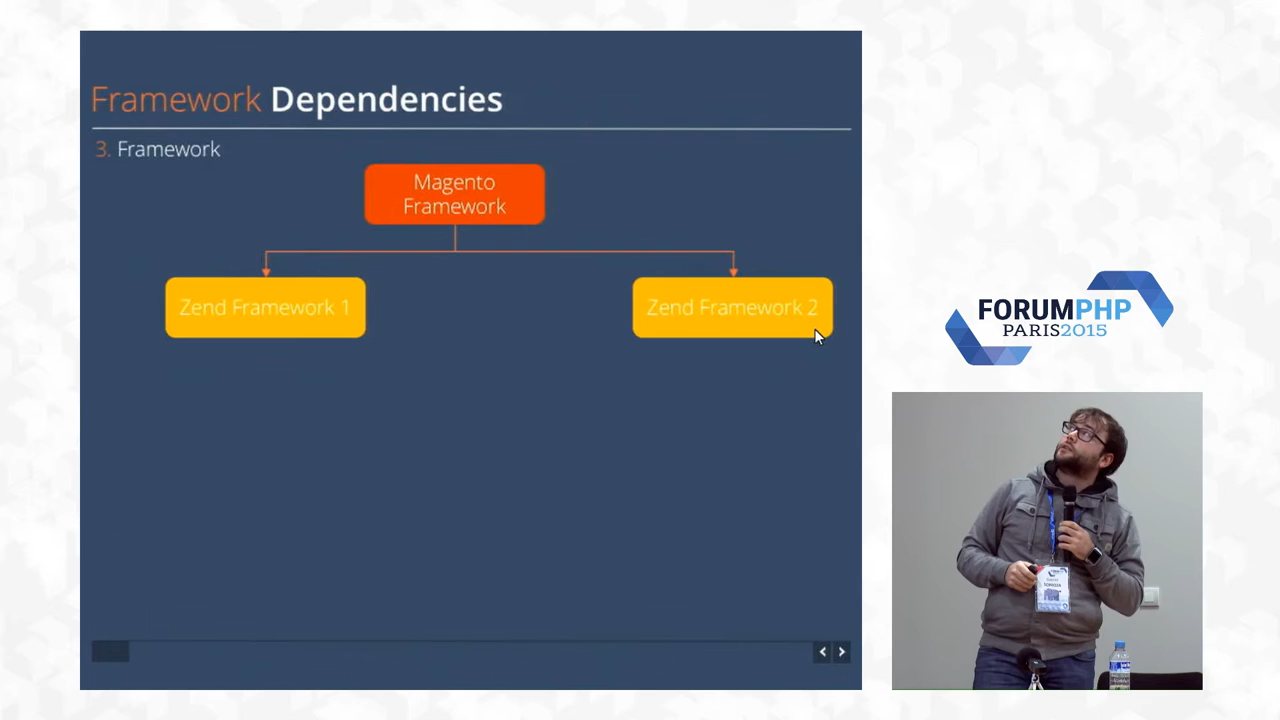 Framework Dependencies
3. Framework
Magento
Framework
Zend Framework 1
Zend Framework 2
FORUMPHP
PARIS2015